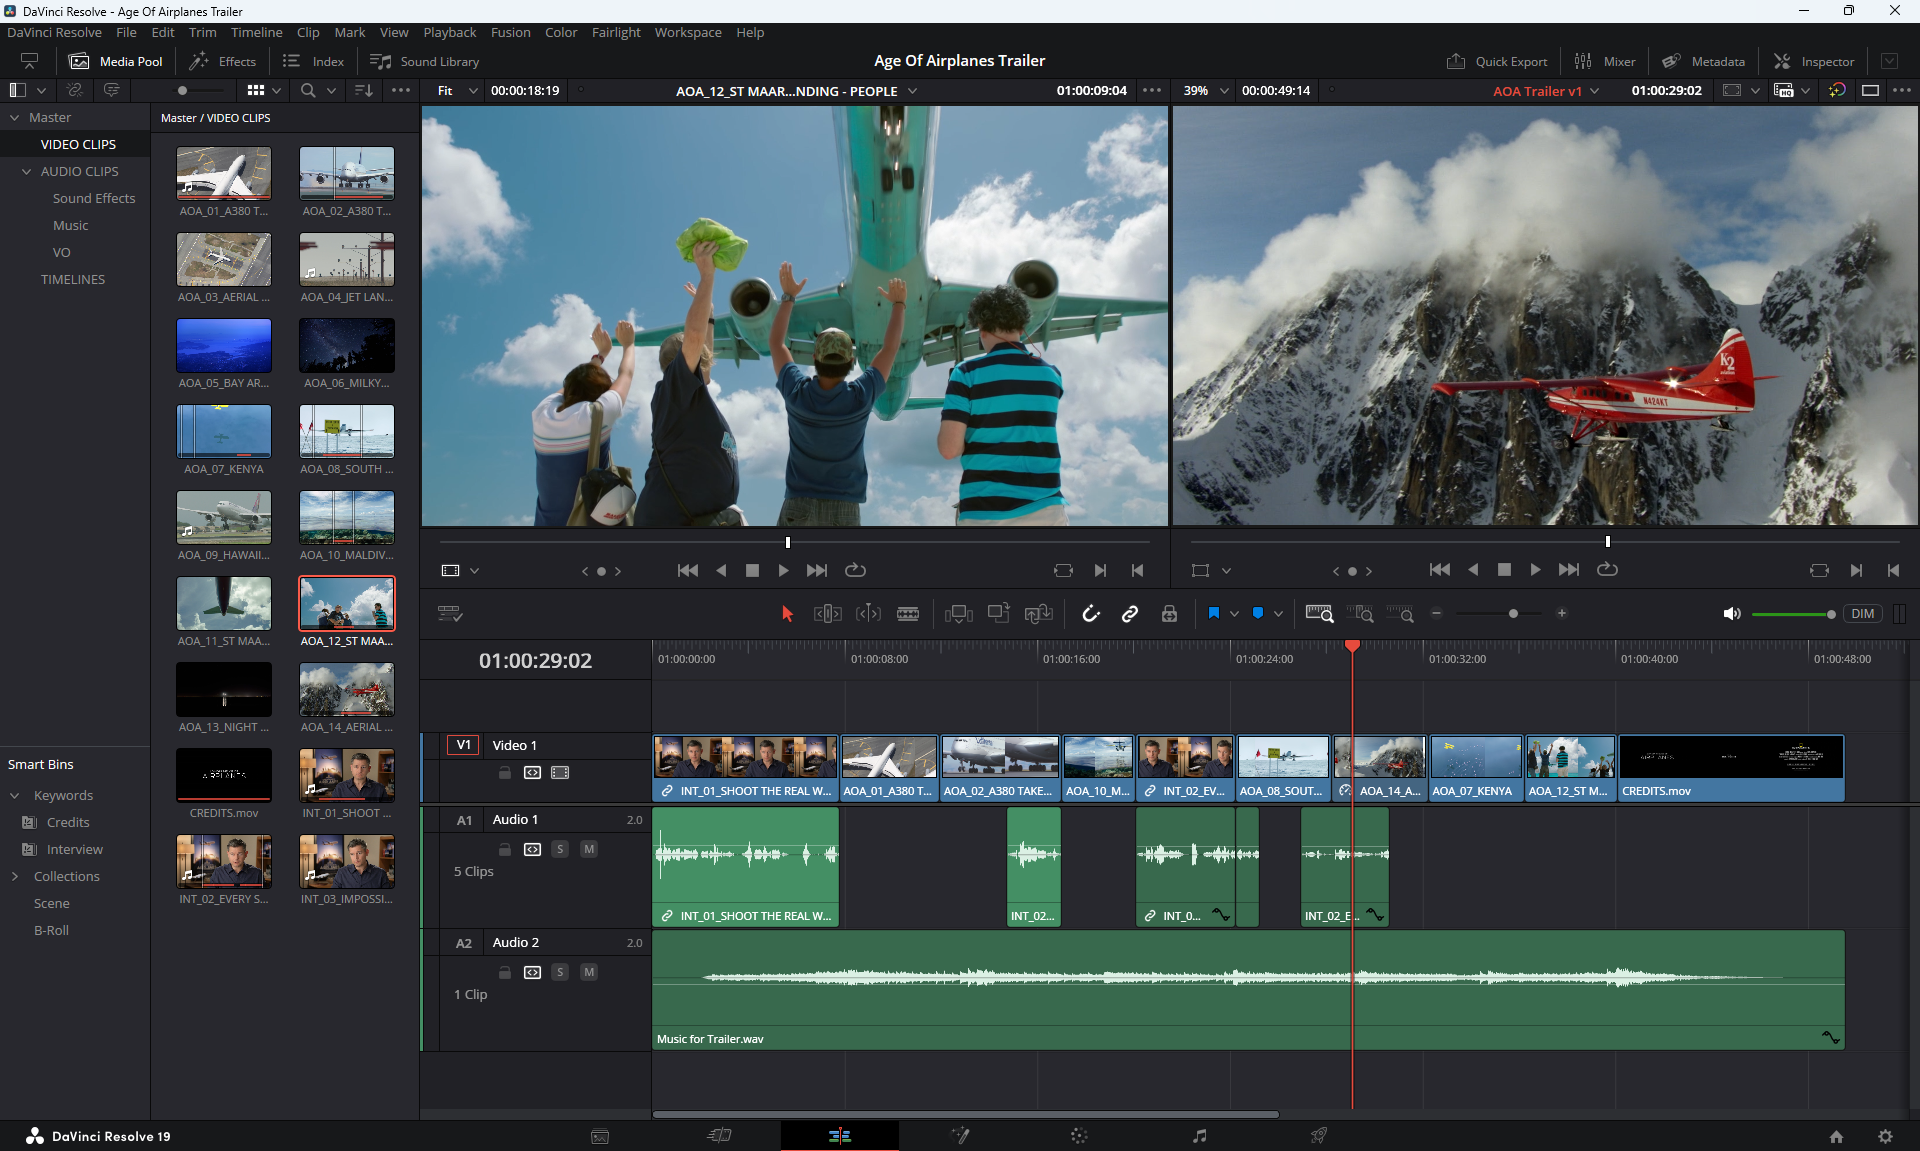 DaVinci Resolve - Age Of Airplanes Trailer
DaVinci Resolve File Edit Trim Timeline Clip Mark View Playback Fusion Color Fairlight Workspace Help
Media Pool Effects Index Sound Library
Age Of Airplanes Trailer
Quick Export Mixer Metadata Inspector
Fit 00:00:18:19 AOA_12_ST MAAR...NDING - PEOPLE 01:00:09:04
39% 00:00:49:14 AOA Trailer v1 01:00:29:02
Master
VIDEO CLIPS
AUDIO CLIPS
Sound Effects
Music
VO
TIMELINES
Master / VIDEO CLIPS
AOA_01_A380 T... AOA_02_A380 T...
AOA_03_AERIAL ... AOA_04_JET LAN...
AOA_05_BAY AR... AOA_06_MILKY...
AOA_07_KENYA AOA_08_SOUTH ...
AOA_09_HAWAII... AOA_10_MALDIV...
AOA_11_ST MAA... AOA_12_ST MAA...
AOA_13_NIGHT ... AOA_14_AERIAL ...
CREDITS.mov INT_01_SHOOT ...
INT_02_EVERY S... INT_03_IMPOSSI...
Smart Bins
Keywords
Credits
Interview
Collections
Scene
B-Roll
K2
N424KT
DIM
01:00:29:02
01:00:00:00 01:00:08:00 01:00:16:00 01:00:24:00 01:00:32:00 01:00:40:00 01:00:48:00
V1 Video 1
INT_01_SHOOT THE REAL W... AOA_01_A380 T... AOA_02_A380 TAKE... AOA_10_M... INT_02_EV... AOA_08_SOUT... AOA_14_A... AOA_07_KENYA AOA_12_ST M... CREDITS.mov
A1 Audio 1 2.0
S M
5 Clips
INT_01_SHOOT THE REAL W... INT_02... INT_0... INT_02_E...
A2 Audio 2 2.0
S M
1 Clip
Music for Trailer.wav
DaVinci Resolve 19